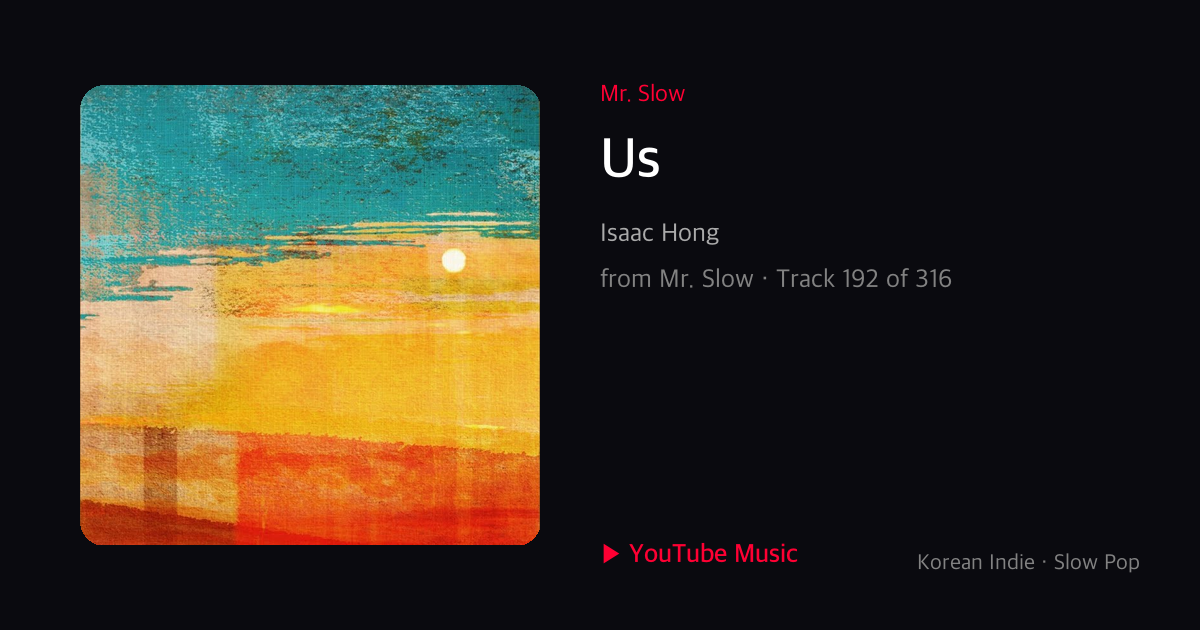 Mr. Slow
Us
Isaac Hong
from Mr. Slow · Track 192 of 316
YouTube Music
Korean Indie · Slow Pop